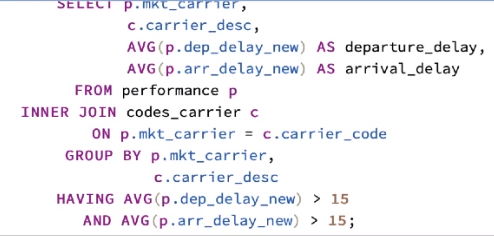 SELECT p.mkt_carrier,
c.carrier_desc,
AVG(p.dep_delay_new) AS departure_delay,
AVG(p.arr_delay_new) AS arrival_delay
FROM performance p
INNER JOIN codes_carrier c
ON p.mkt_carrier = c.carrier_code
GROUP BY p.mkt_carrier,
c.carrier_desc
HAVING AVG(p.dep_delay_new) > 15
AND AVG(p.arr_delay_new) > 15;